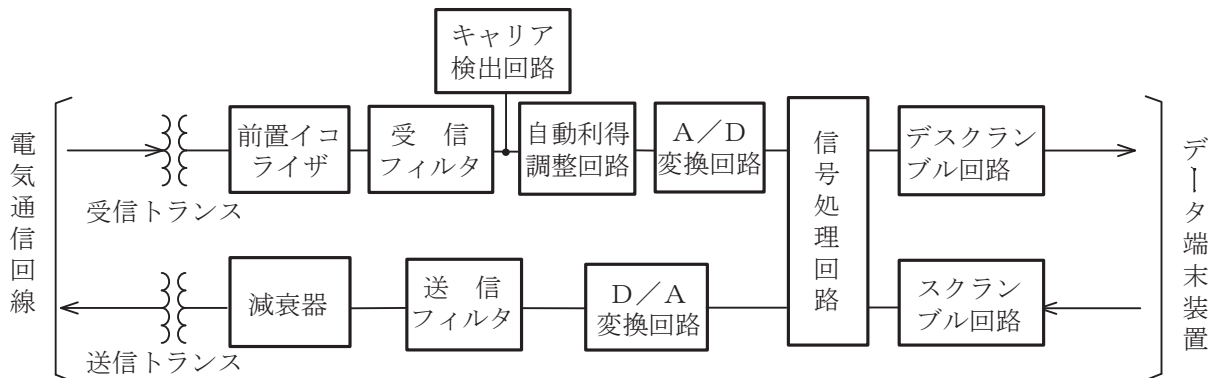 キャリア
検出回路
電気通信回線
前置イコ
ライザ
受　信
フィルタ
自動利得
調整回路
Ａ／Ｄ
変換回路
信号処理回路
デスクラン
ブル回路
データ端末装置
受信トランス
減衰器
送　信
フィルタ
Ｄ／Ａ
変換回路
スクラン
ブル回路
送信トランス